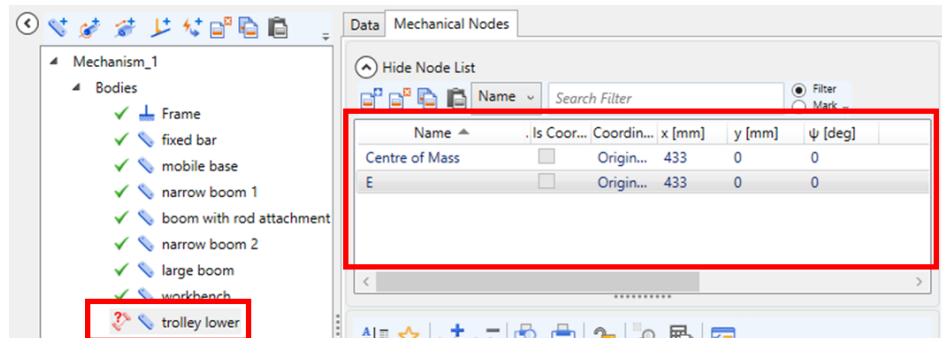 Data Mechanical Nodes
Mechanism_1
Bodies
Frame
fixed bar
mobile base
narrow boom 1
boom with rod attachment
narrow boom 2
large boom
workbench
trolley lower
Hide Node List
Name Search Filter Filter
Mark
Name . Is Coor... Coordin... x [mm] y [mm] ψ [deg]
Centre of Mass Origin... 433 0 0
E Origin... 433 0 0